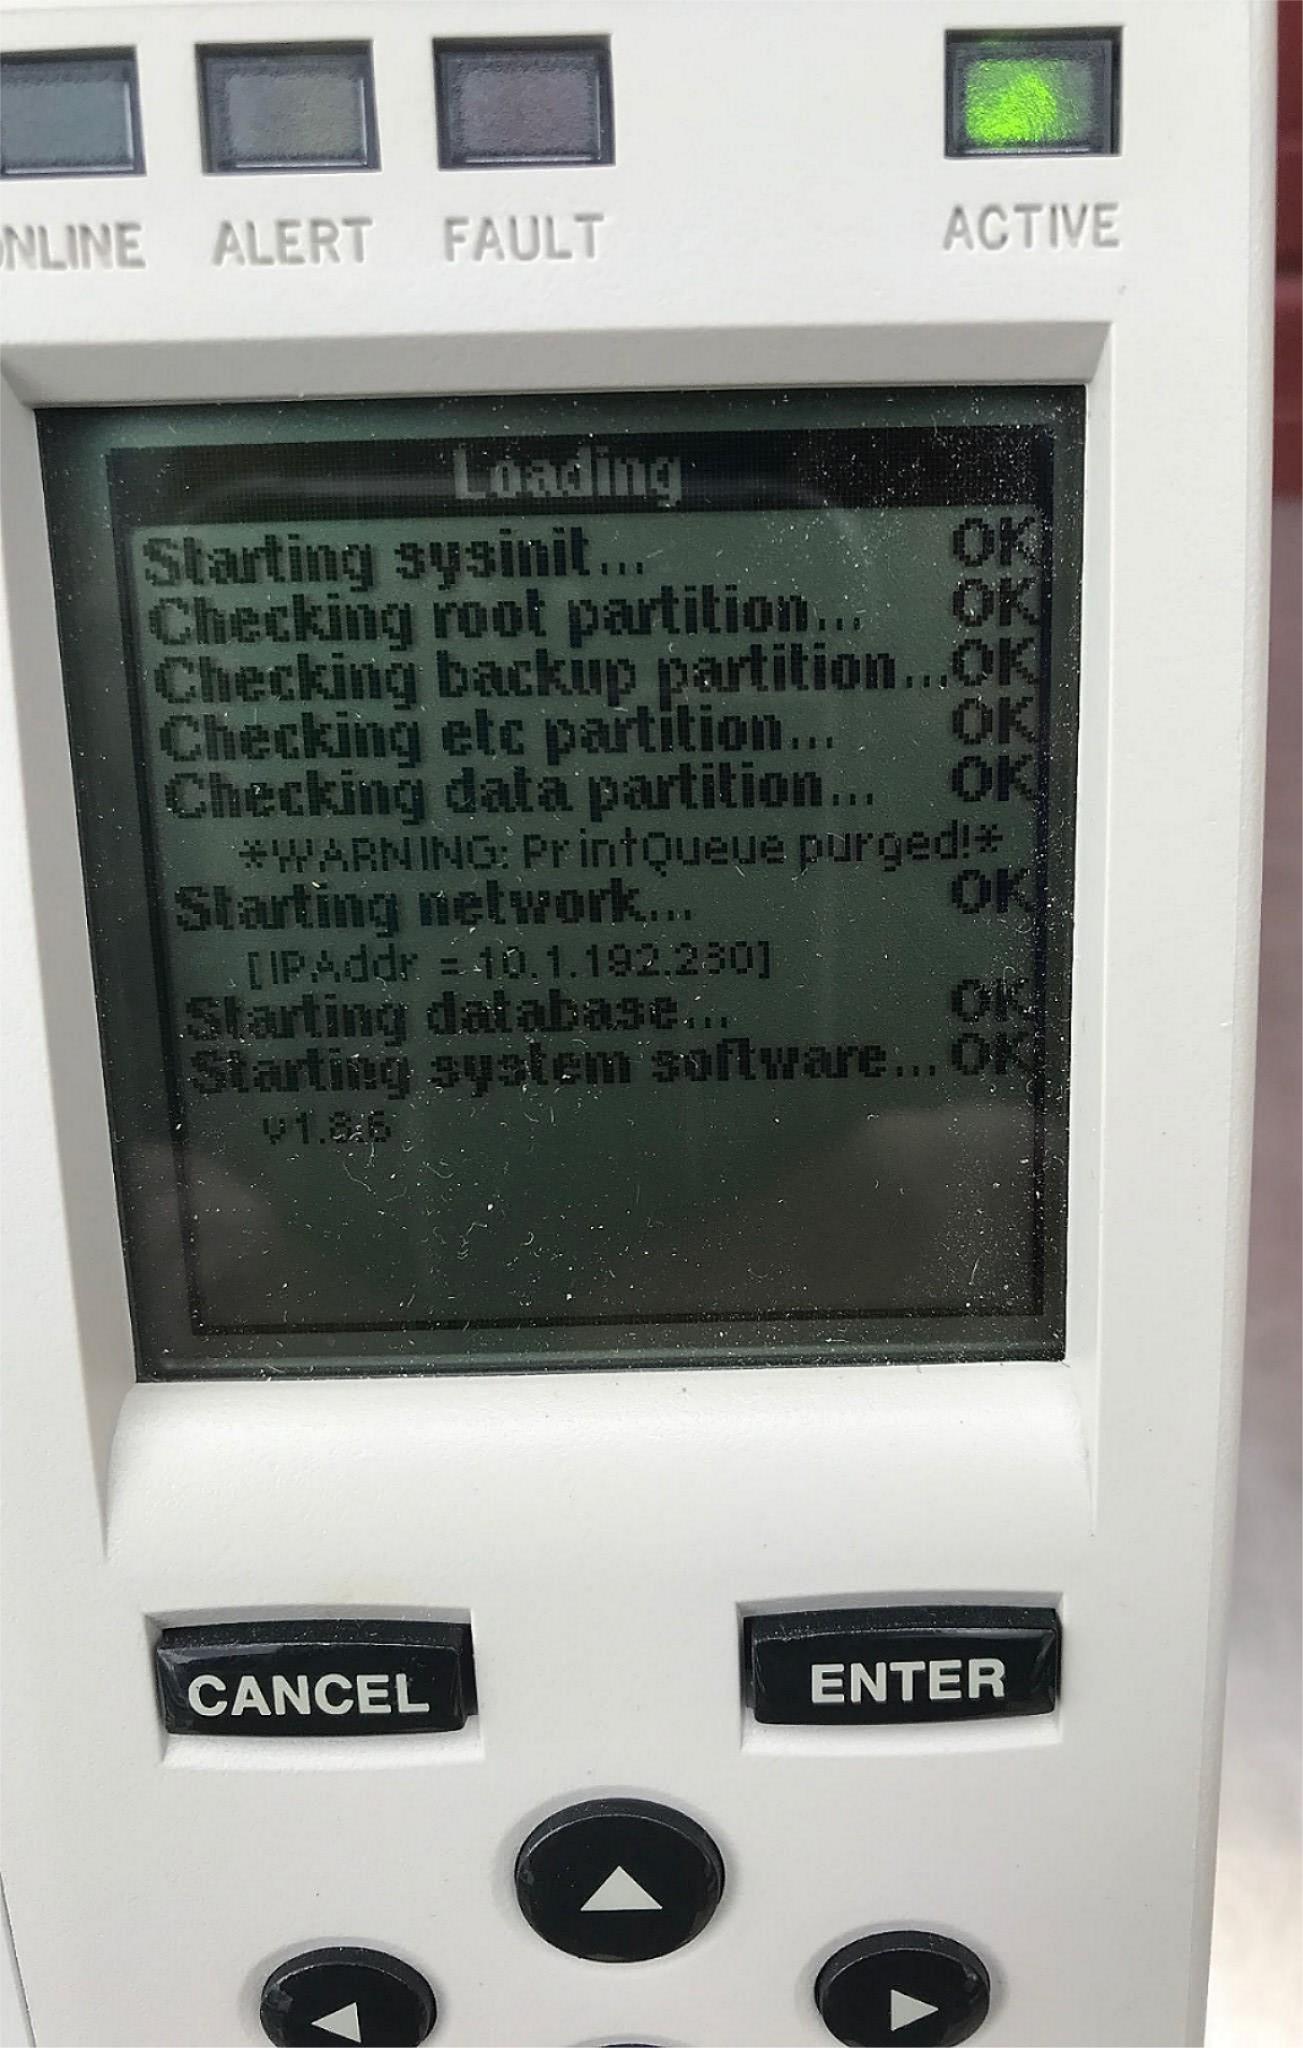 ONLINE ALERT FAULT ACTIVE
Loading
Starting sysinit... OK
Checking root partition... OK
Checking backup partition... OK
Checking etc partition... OK
Checking data partition... OK
*WARNING: PrintQueue purged!*
Starting network... OK
[IPAddr = 10.1.192.230]
Starting database... OK
Starting system software... OK
v1.8.6
CANCEL ENTER